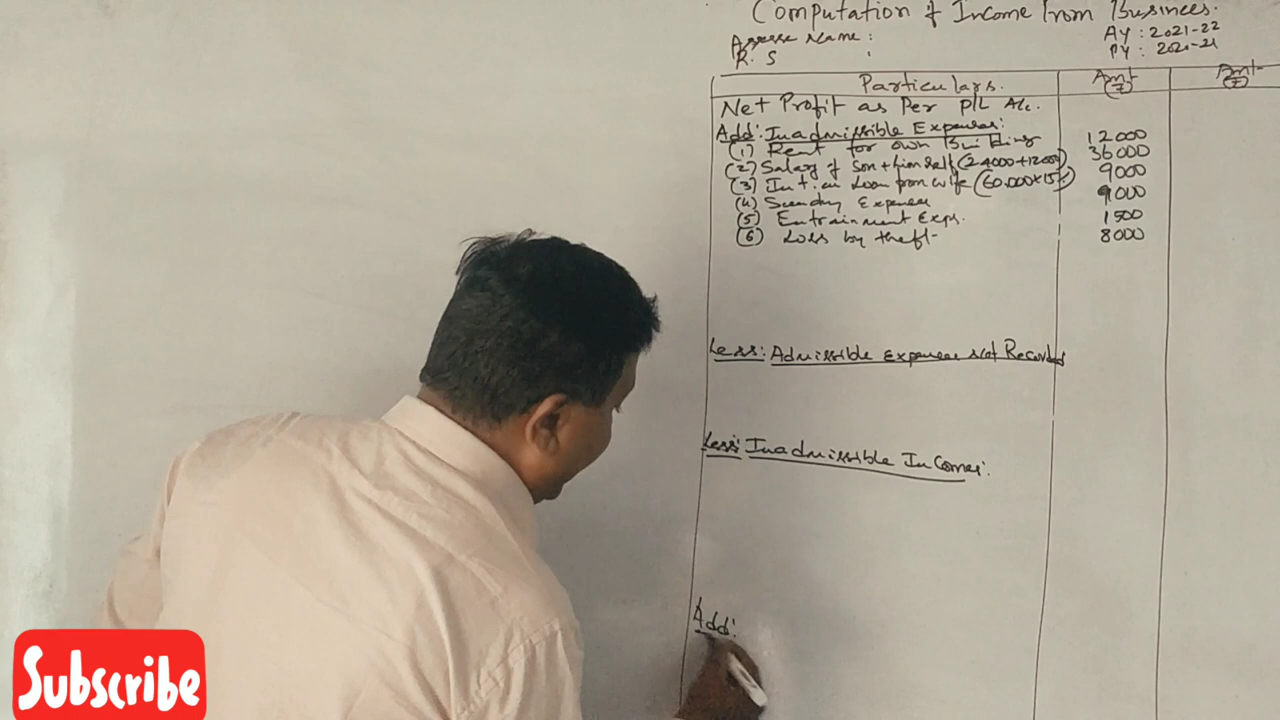 Computation of Income from Business.
Assesse Name :
R. S :
AY : 2021-22
PY : 2020-21
Particulars. Amt (₹) Amt (₹)
Net Profit as Per P/L A/c.
Add: Inadmissible Expenses:
(1) Rent for own Building 12000
(2) Salary of Son + himself (24000+12000) 36000
(3) Int. on Loan from wife (60,000×15%) 9000
(4) Sundry Expenses 9000
(5) Entrainment Exps. 1500
(6) Loss by theft- 8000
Less: Admissible Expenses Not Recorded
Less: Inadmissible Incomes:
Add:
Subscribe